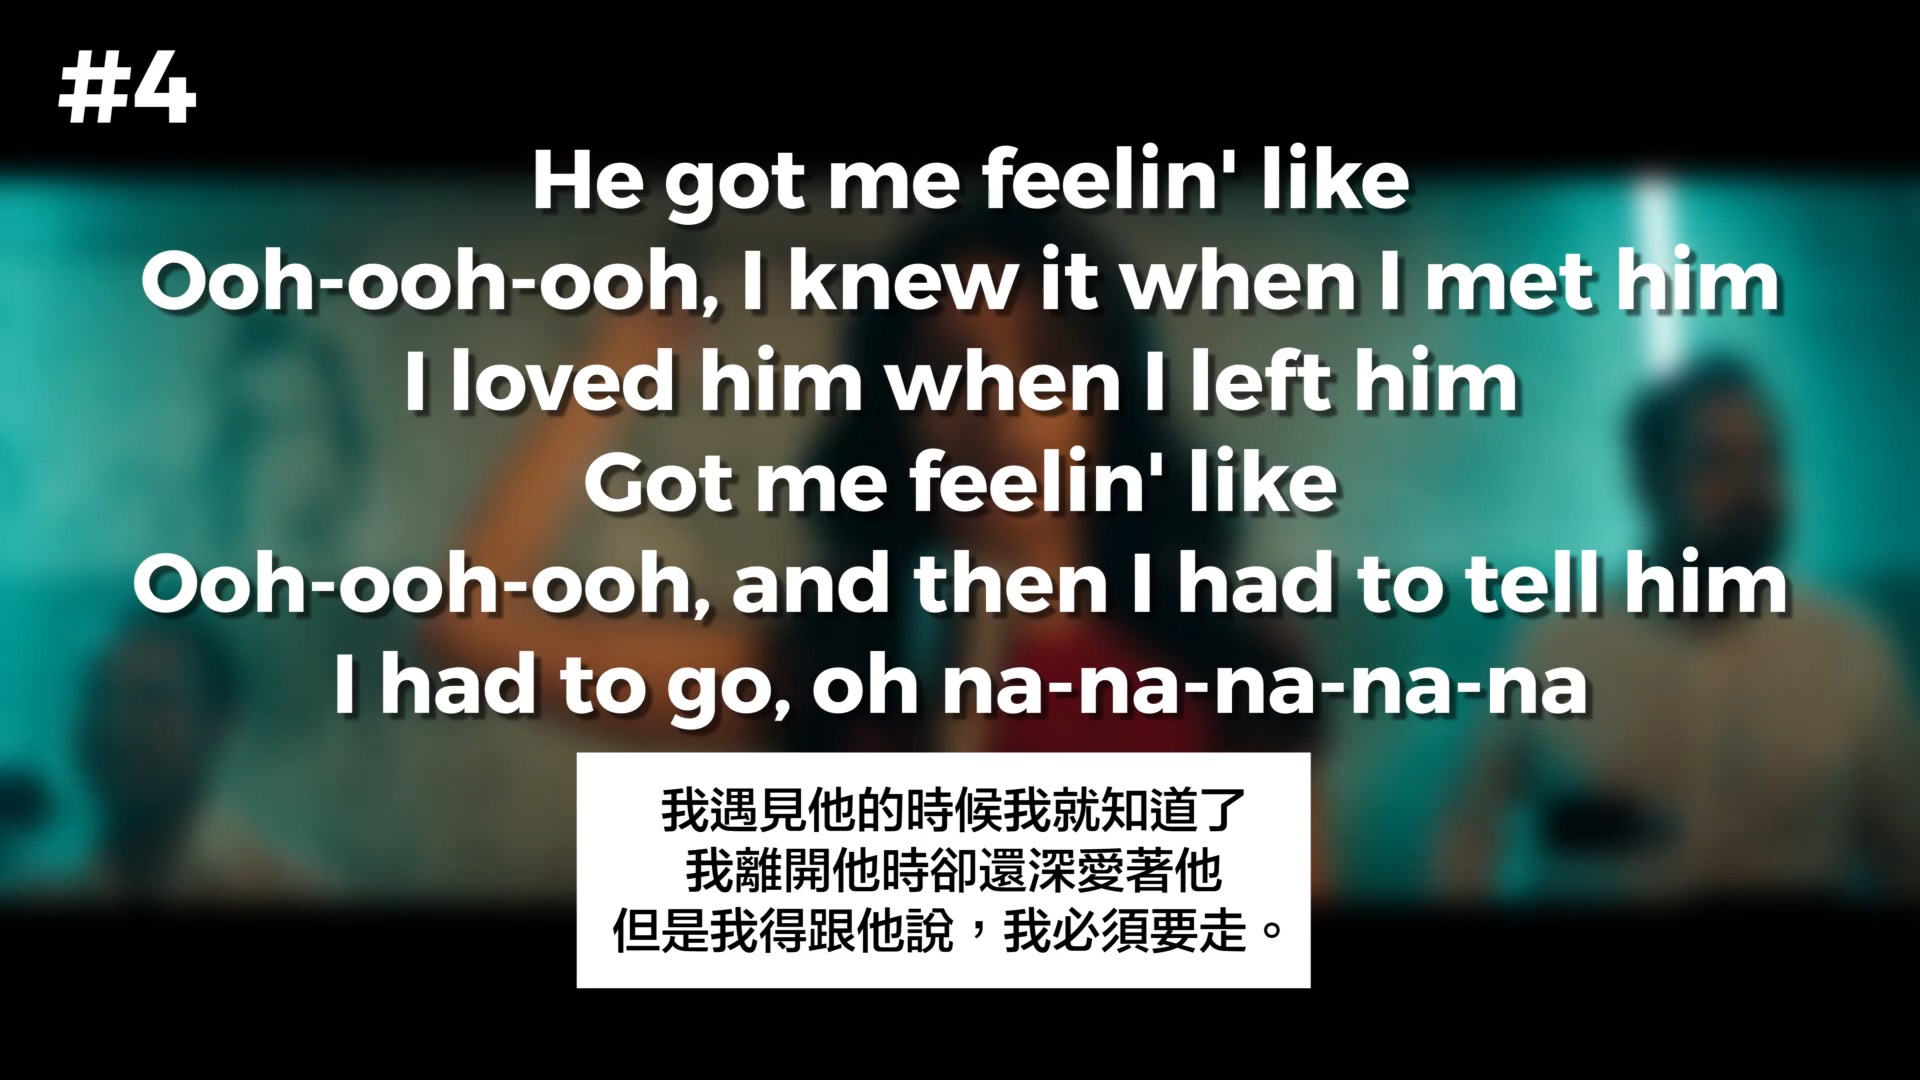 #4
He got me feelin' like
Ooh-ooh-ooh, I knew it when I met him
I loved him when I left him
Got me feelin' like
Ooh-ooh-ooh, and then I had to tell him
I had to go, oh na-na-na-na-na
我遇見他的時候我就知道了
我離開他時卻還深愛著他
但是我得跟他說，我必須要走。